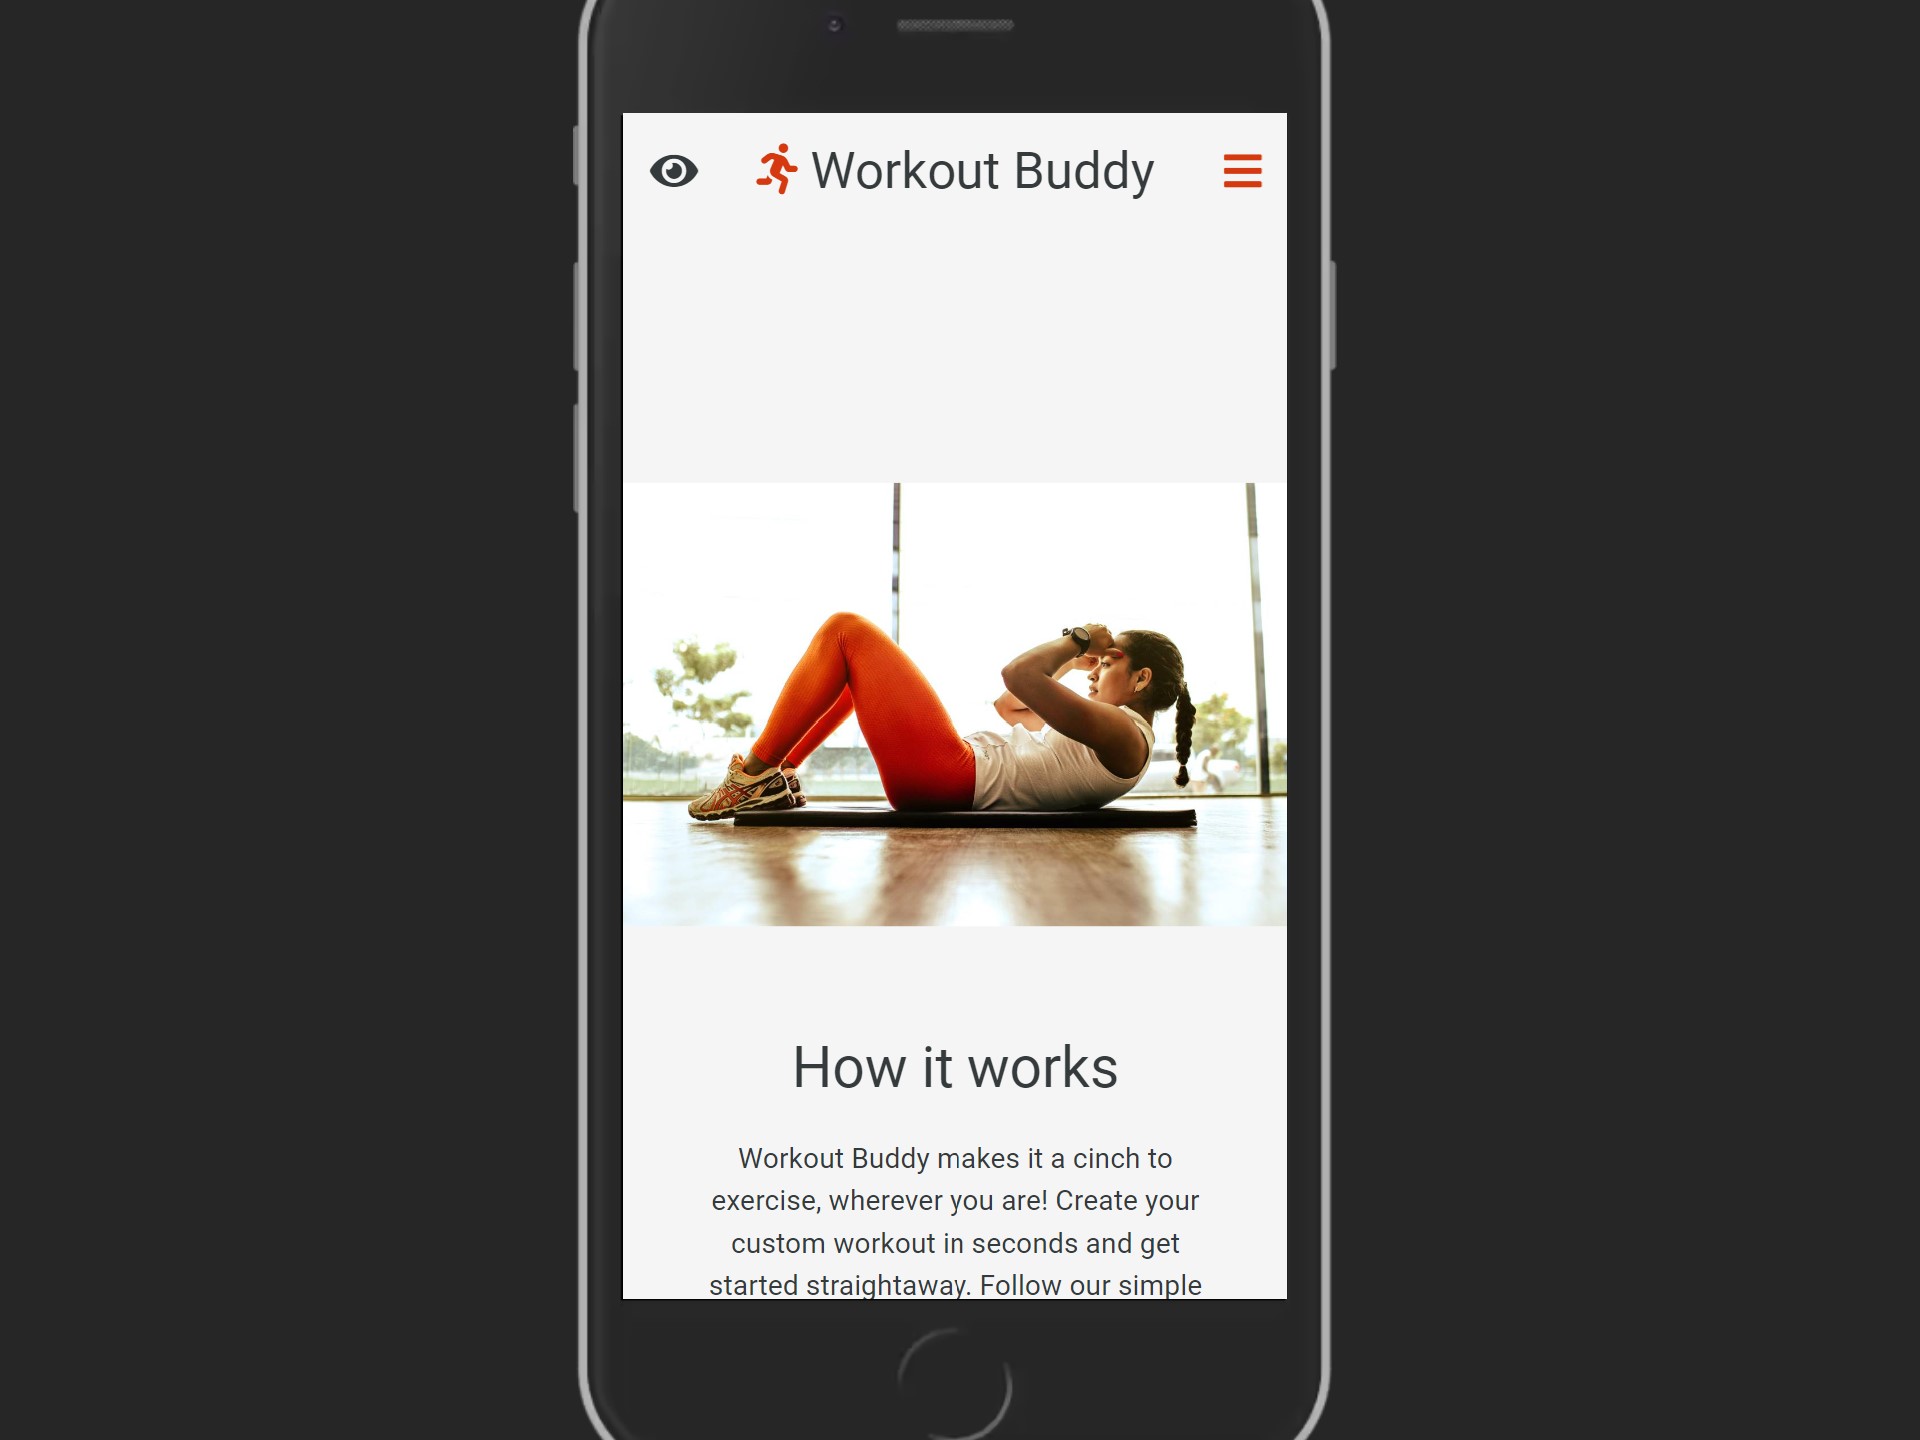 Workout Buddy
How it works
Workout Buddy makes it a cinch to
exercise, wherever you are! Create your
custom workout in seconds and get
started straightaway. Follow our simple